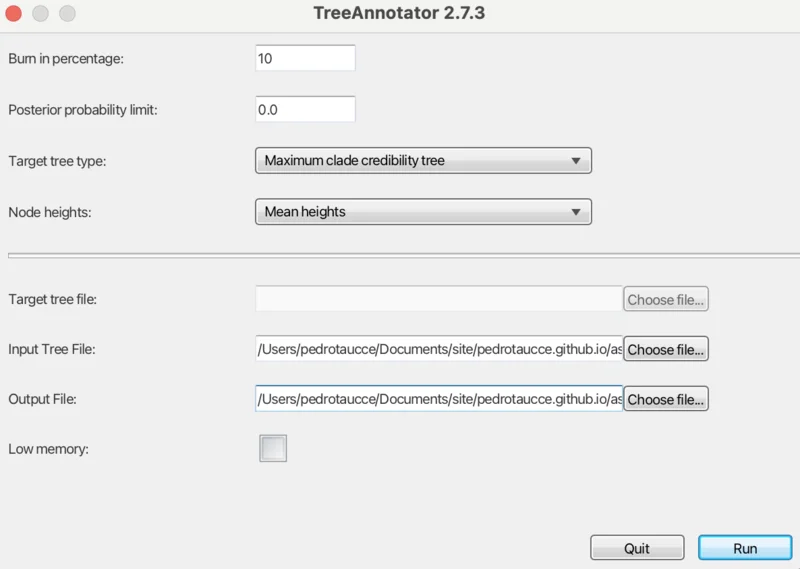 TreeAnnotator 2.7.3
Burn in percentage: 10
Posterior probability limit: 0.0
Target tree type: Maximum clade credibility tree
Node heights: Mean heights
Target tree file: Choose file...
Input Tree File: /Users/pedrotaucce/Documents/site/pedrotaucce.github.io/as Choose file...
Output File: /Users/pedrotaucce/Documents/site/pedrotaucce.github.io/as Choose file...
Low memory:
Quit Run